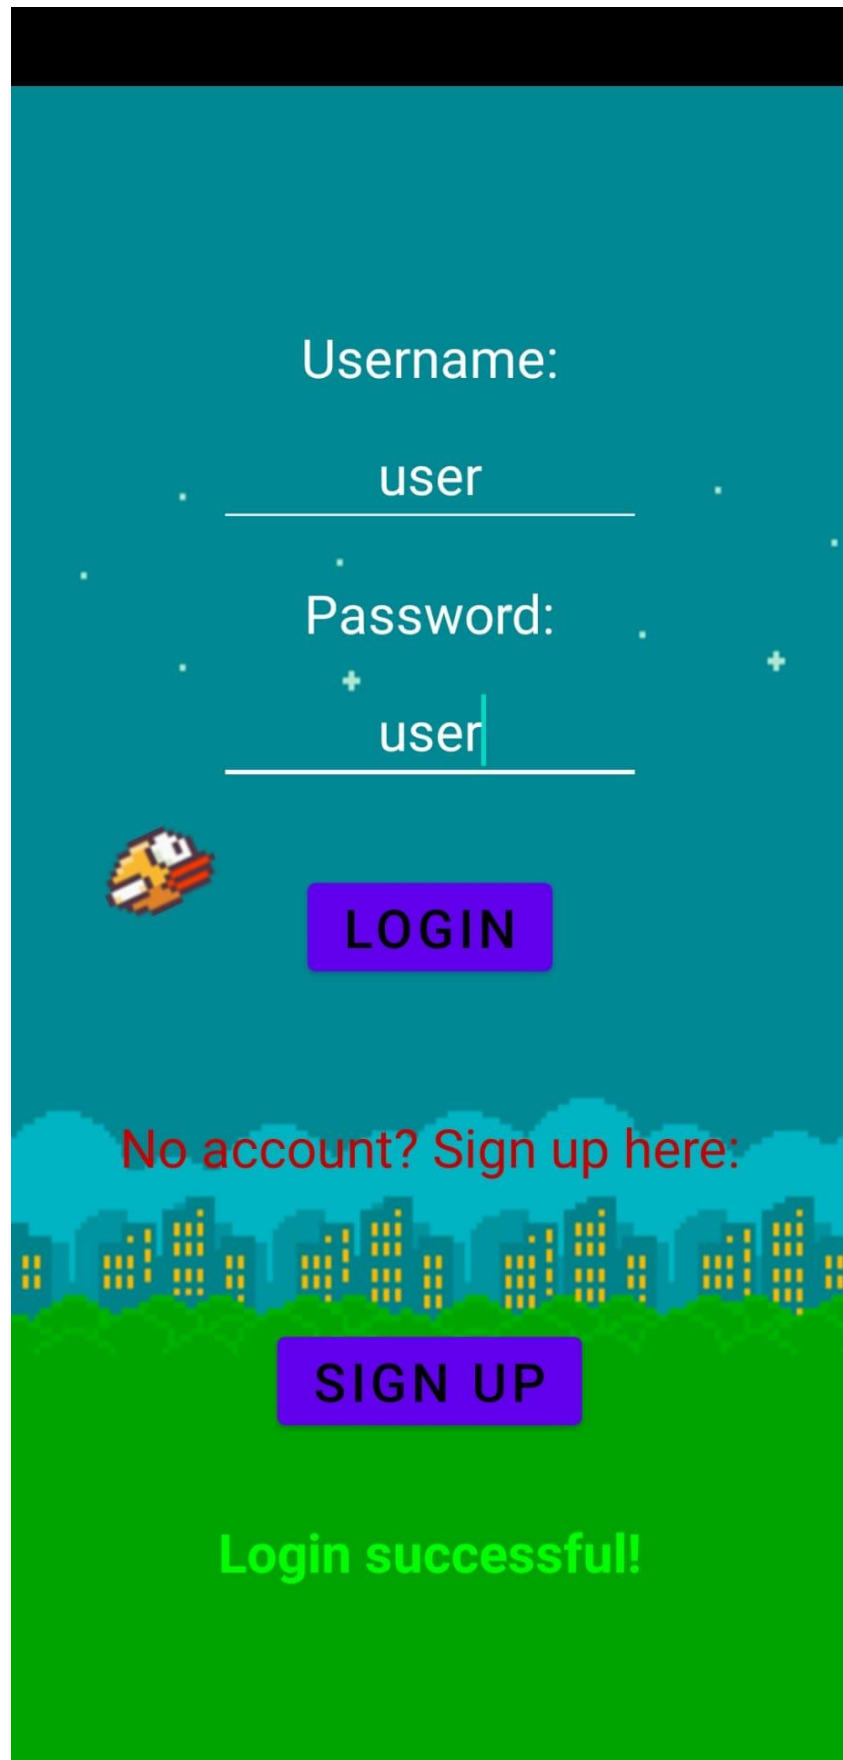 Username:
user
Password:
user
LOGIN
No account? Sign up here:
SIGN UP
Login successful!